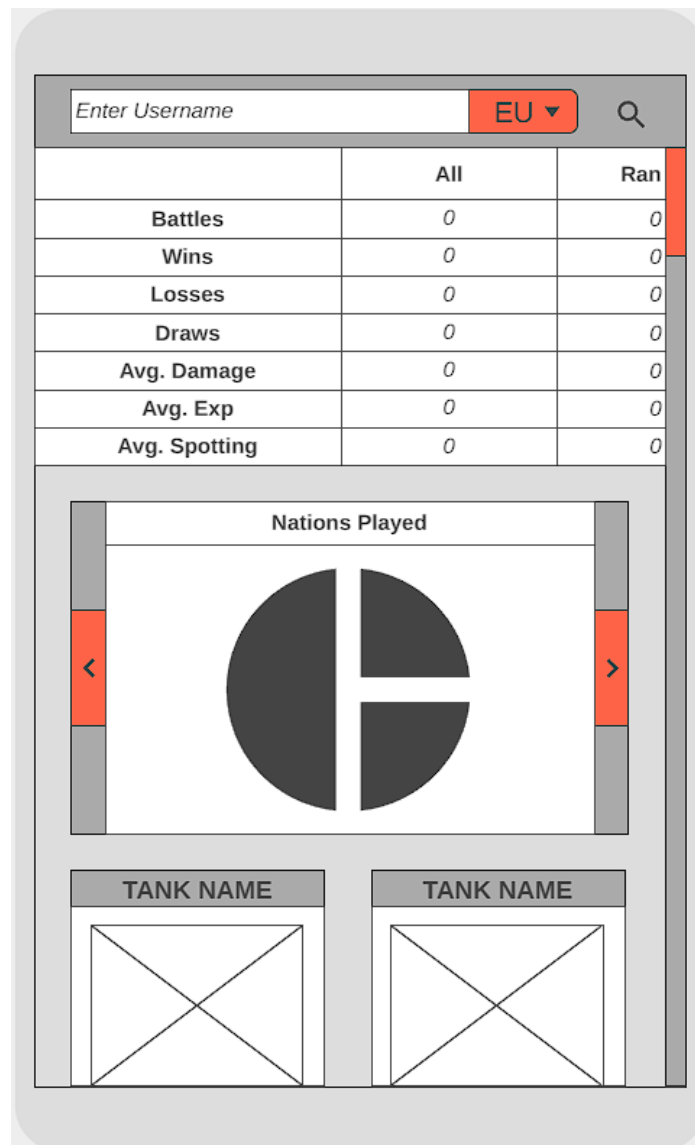 Enter Username EU
All Ran
Battles 0 0
Wins 0 0
Losses 0 0
Draws 0 0
Avg. Damage 0 0
Avg. Exp 0 0
Avg. Spotting 0 0
Nations Played
< >
TANK NAME TANK NAME